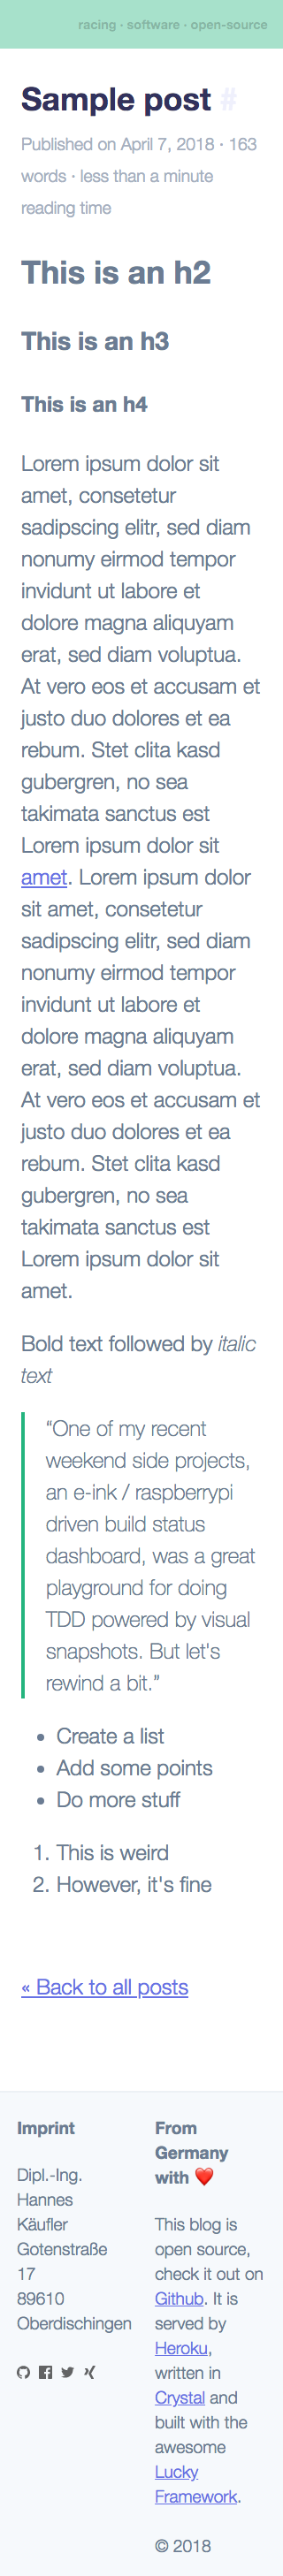 racing · software · open-source
Sample post #
Published on April 7, 2018 · 163
words · less than a minute
reading time
This is an h2
This is an h3
This is an h4
Lorem ipsum dolor sit
amet, consetetur
sadipscing elitr, sed diam
nonumy eirmod tempor
invidunt ut labore et
dolore magna aliquyam
erat, sed diam voluptua.
At vero eos et accusam et
justo duo dolores et ea
rebum. Stet clita kasd
gubergren, no sea
takimata sanctus est
Lorem ipsum dolor sit
amet. Lorem ipsum dolor
sit amet, consetetur
sadipscing elitr, sed diam
nonumy eirmod tempor
invidunt ut labore et
dolore magna aliquyam
erat, sed diam voluptua.
At vero eos et accusam et
justo duo dolores et ea
rebum. Stet clita kasd
gubergren, no sea
takimata sanctus est
Lorem ipsum dolor sit
amet.
Bold text followed by italic
text
“One of my recent
weekend side projects,
an e-ink / raspberrypi
driven build status
dashboard, was a great
playground for doing
TDD powered by visual
snapshots. But let's
rewind a bit.”
• Create a list
• Add some points
• Do more stuff
1. This is weird
2. However, it's fine
« Back to all posts
Imprint
Dipl.-Ing.
Hannes
Käufler
Gotenstraße
17
89610
Oberdischingen
From
Germany
with ❤️
This blog is
open source,
check it out on
Github. It is
served by
Heroku,
written in
Crystal and
built with the
awesome
Lucky
Framework.
© 2018